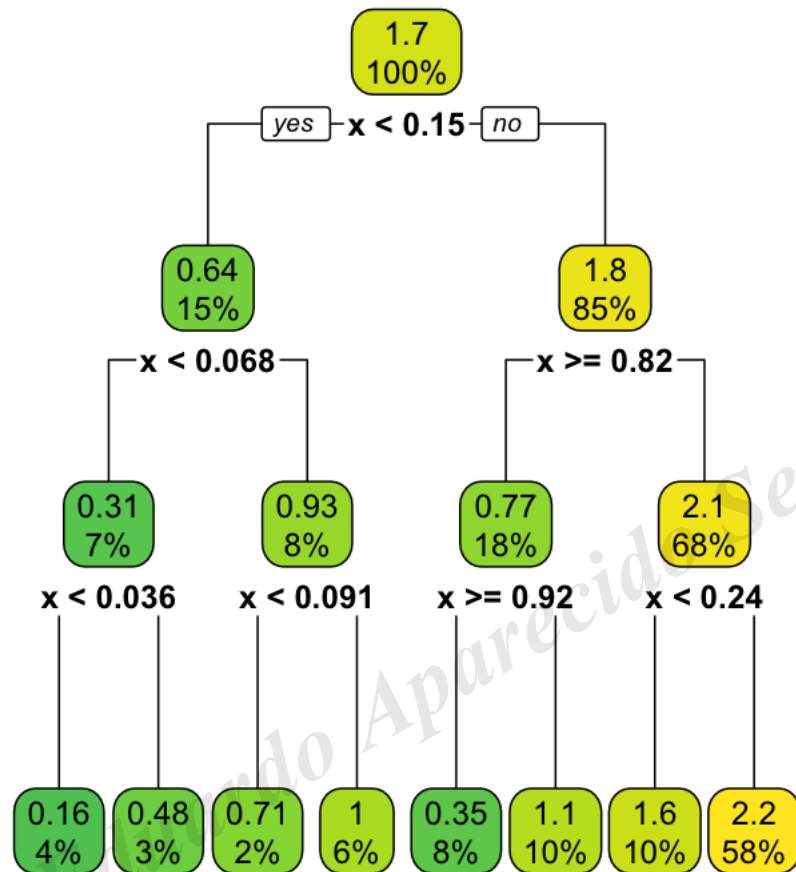 1.7
100%
yes x < 0.15 no
0.64 1.8
15% 85%
x < 0.068 x >= 0.82
0.31 0.93 0.77 2.1
7% 8% 18% 68%
x < 0.036 x < 0.091 x >= 0.92 x < 0.24
0.16 0.48 0.71 1 0.35 1.1 1.6 2.2
4% 3% 2% 6% 8% 10% 10% 58%
Eduardo Aparecido Se